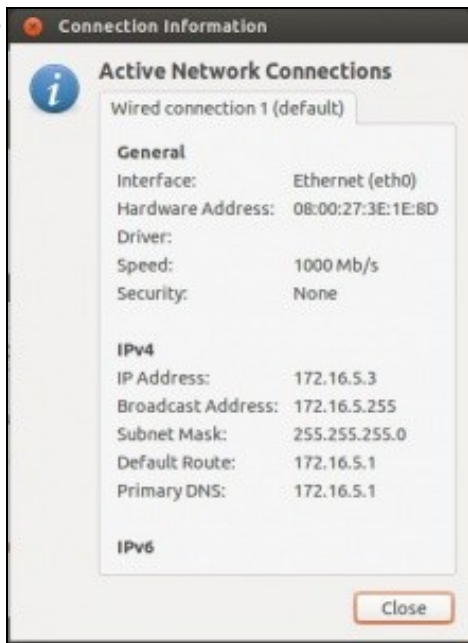 Connection Information
Active Network Connections
Wired connection 1 (default)
General
Interface: Ethernet (eth0)
Hardware Address: 08:00:27:3E:1E:8D
Driver:
Speed: 1000 Mb/s
Security: None
IPv4
IP Address: 172.16.5.3
Broadcast Address: 172.16.5.255
Subnet Mask: 255.255.255.0
Default Route: 172.16.5.1
Primary DNS: 172.16.5.1
IPv6
Close